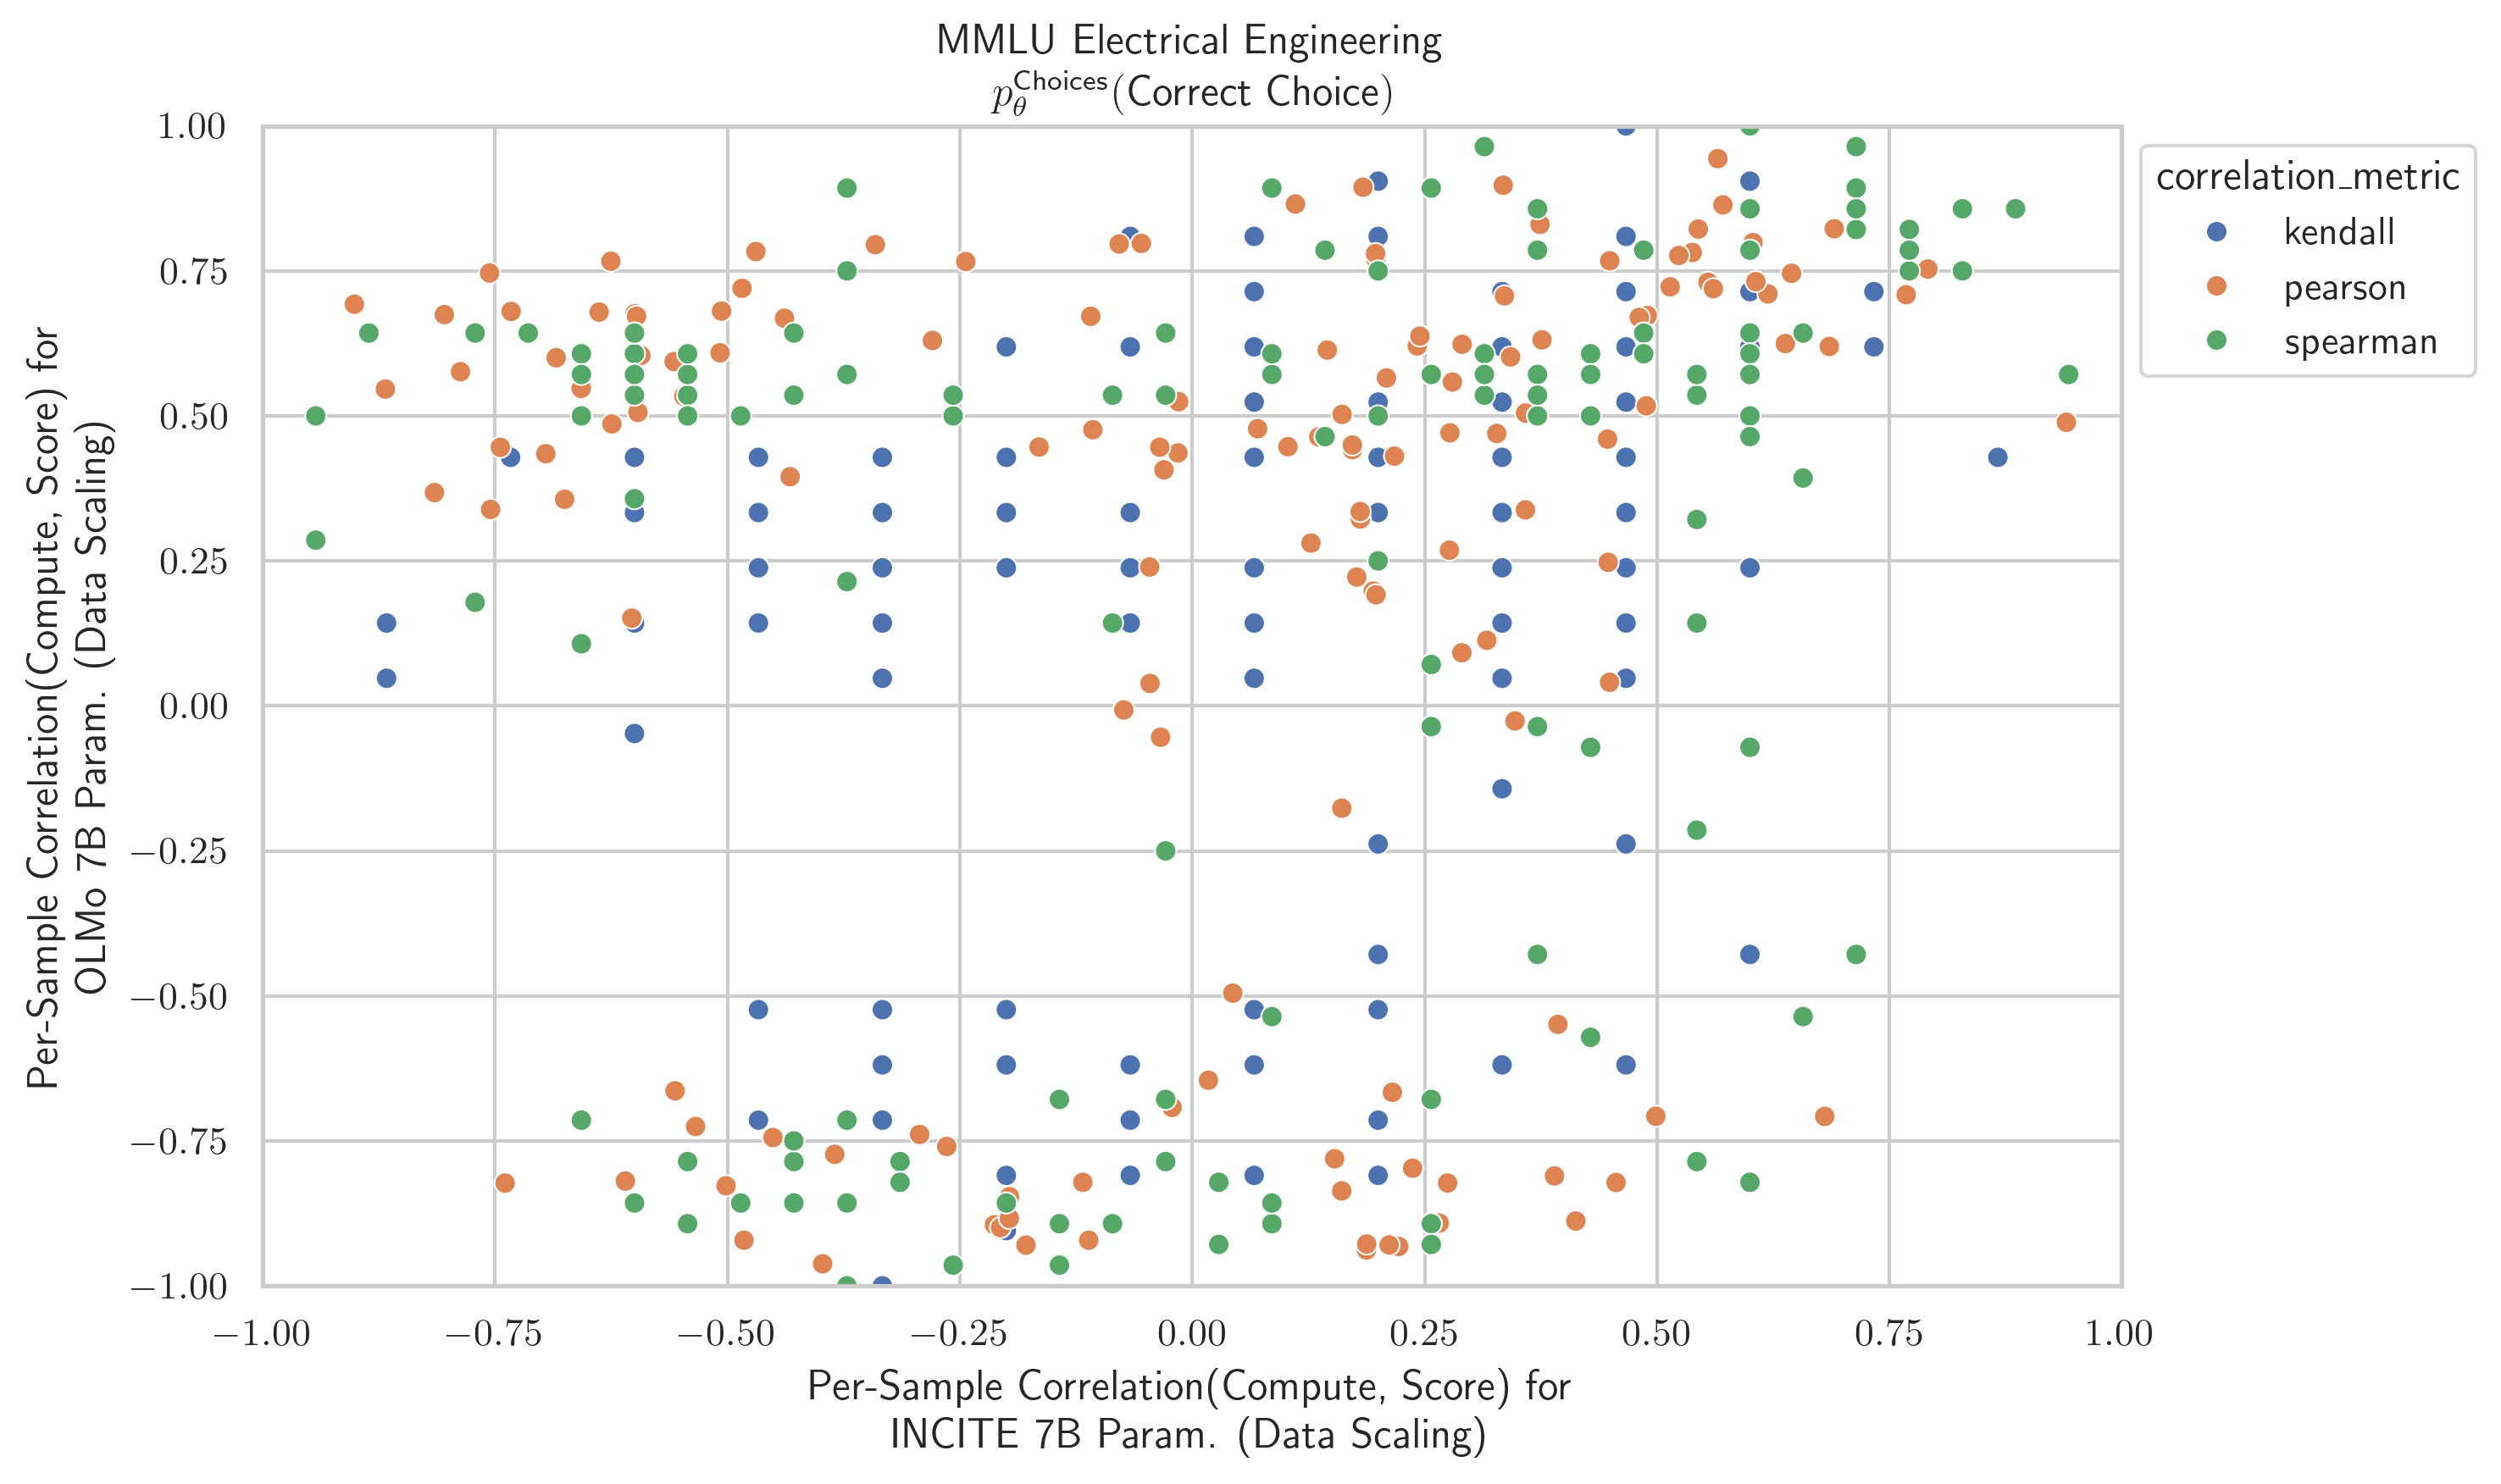 MMLU Electrical Engineering
p_θ^Choices(Correct Choice)
1.00
0.75
0.50
0.25
0.00
−0.25
−0.50
−0.75
−1.00
Per-Sample Correlation(Compute, Score) for
OLMo 7B Param. (Data Scaling)
correlation_metric
kendall
pearson
spearman
−1.00 −0.75 −0.50 −0.25 0.00 0.25 0.50 0.75 1.00
Per-Sample Correlation(Compute, Score) for
INCITE 7B Param. (Data Scaling)